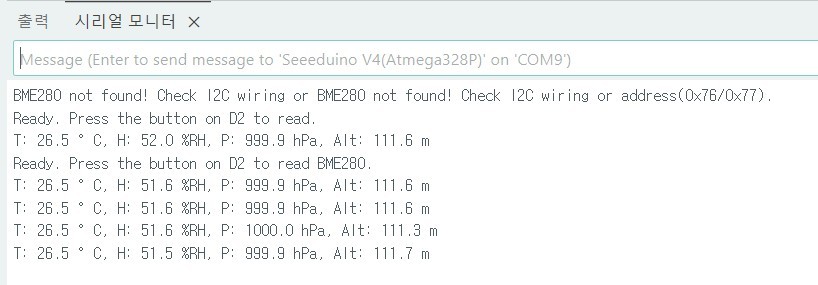 출력 시리얼 모니터 ×
Message (Enter to send message to 'Seeeduino V4(Atmega328P)' on 'COM9')
BME280 not found! Check I2C wiring or BME280 not found! Check I2C wiring or address(0x76/0x77).
Ready. Press the button on D2 to read.
T: 26.5 ° C, H: 52.0 %RH, P: 999.9 hPa, Alt: 111.6 m
Ready. Press the button on D2 to read BME280.
T: 26.5 ° C, H: 51.6 %RH, P: 999.9 hPa, Alt: 111.6 m
T: 26.5 ° C, H: 51.6 %RH, P: 999.9 hPa, Alt: 111.6 m
T: 26.5 ° C, H: 51.6 %RH, P: 1000.0 hPa, Alt: 111.3 m
T: 26.5 ° C, H: 51.5 %RH, P: 999.9 hPa, Alt: 111.7 m